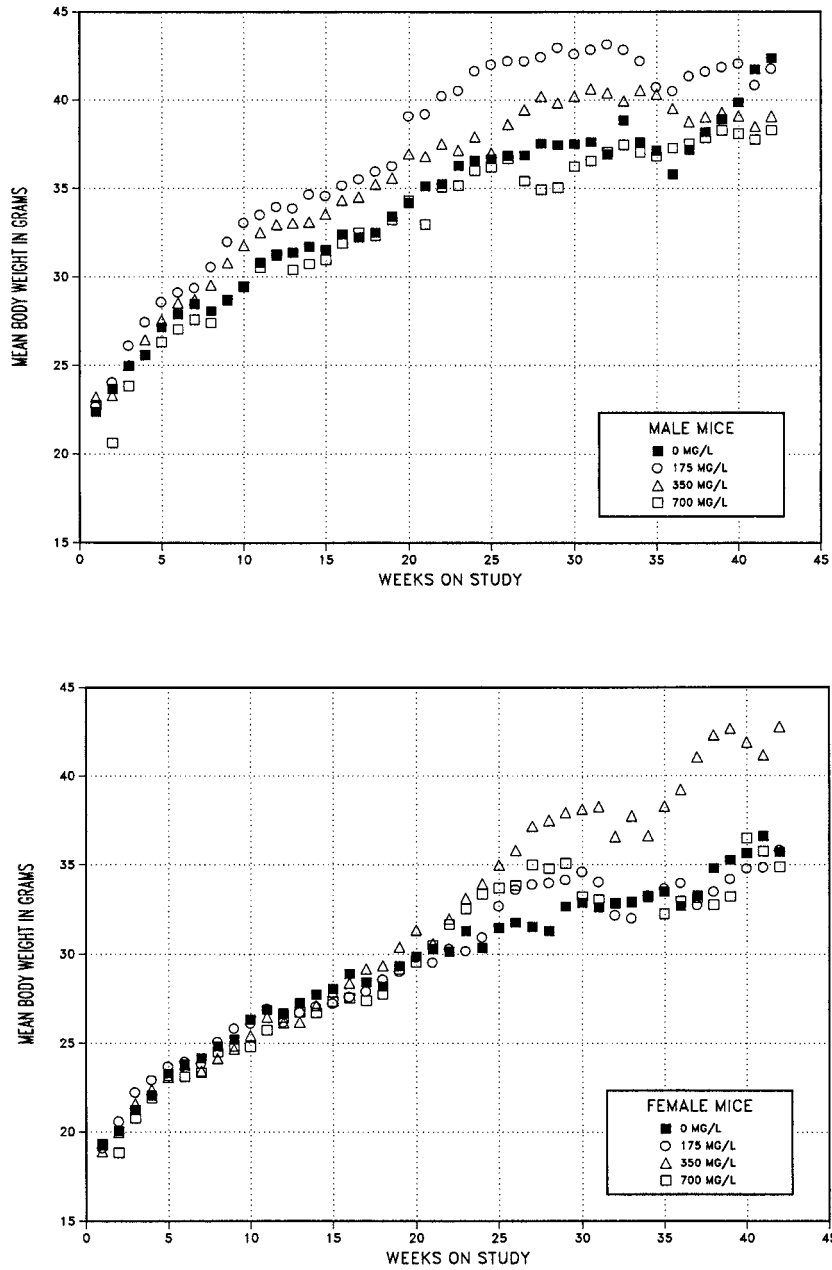 45
40
35
30
25
20
15
MEAN BODY WEIGHT IN GRAMS
MALE MICE
0 MG/L
175 MG/L
350 MG/L
700 MG/L
0 5 10 15 20 25 30 35 40 45
WEEKS ON STUDY
45
40
35
30
25
20
15
MEAN BODY WEIGHT IN GRAMS
FEMALE MICE
0 MG/L
175 MG/L
350 MG/L
700 MG/L
0 5 10 15 20 25 30 35 40 45
WEEKS ON STUDY